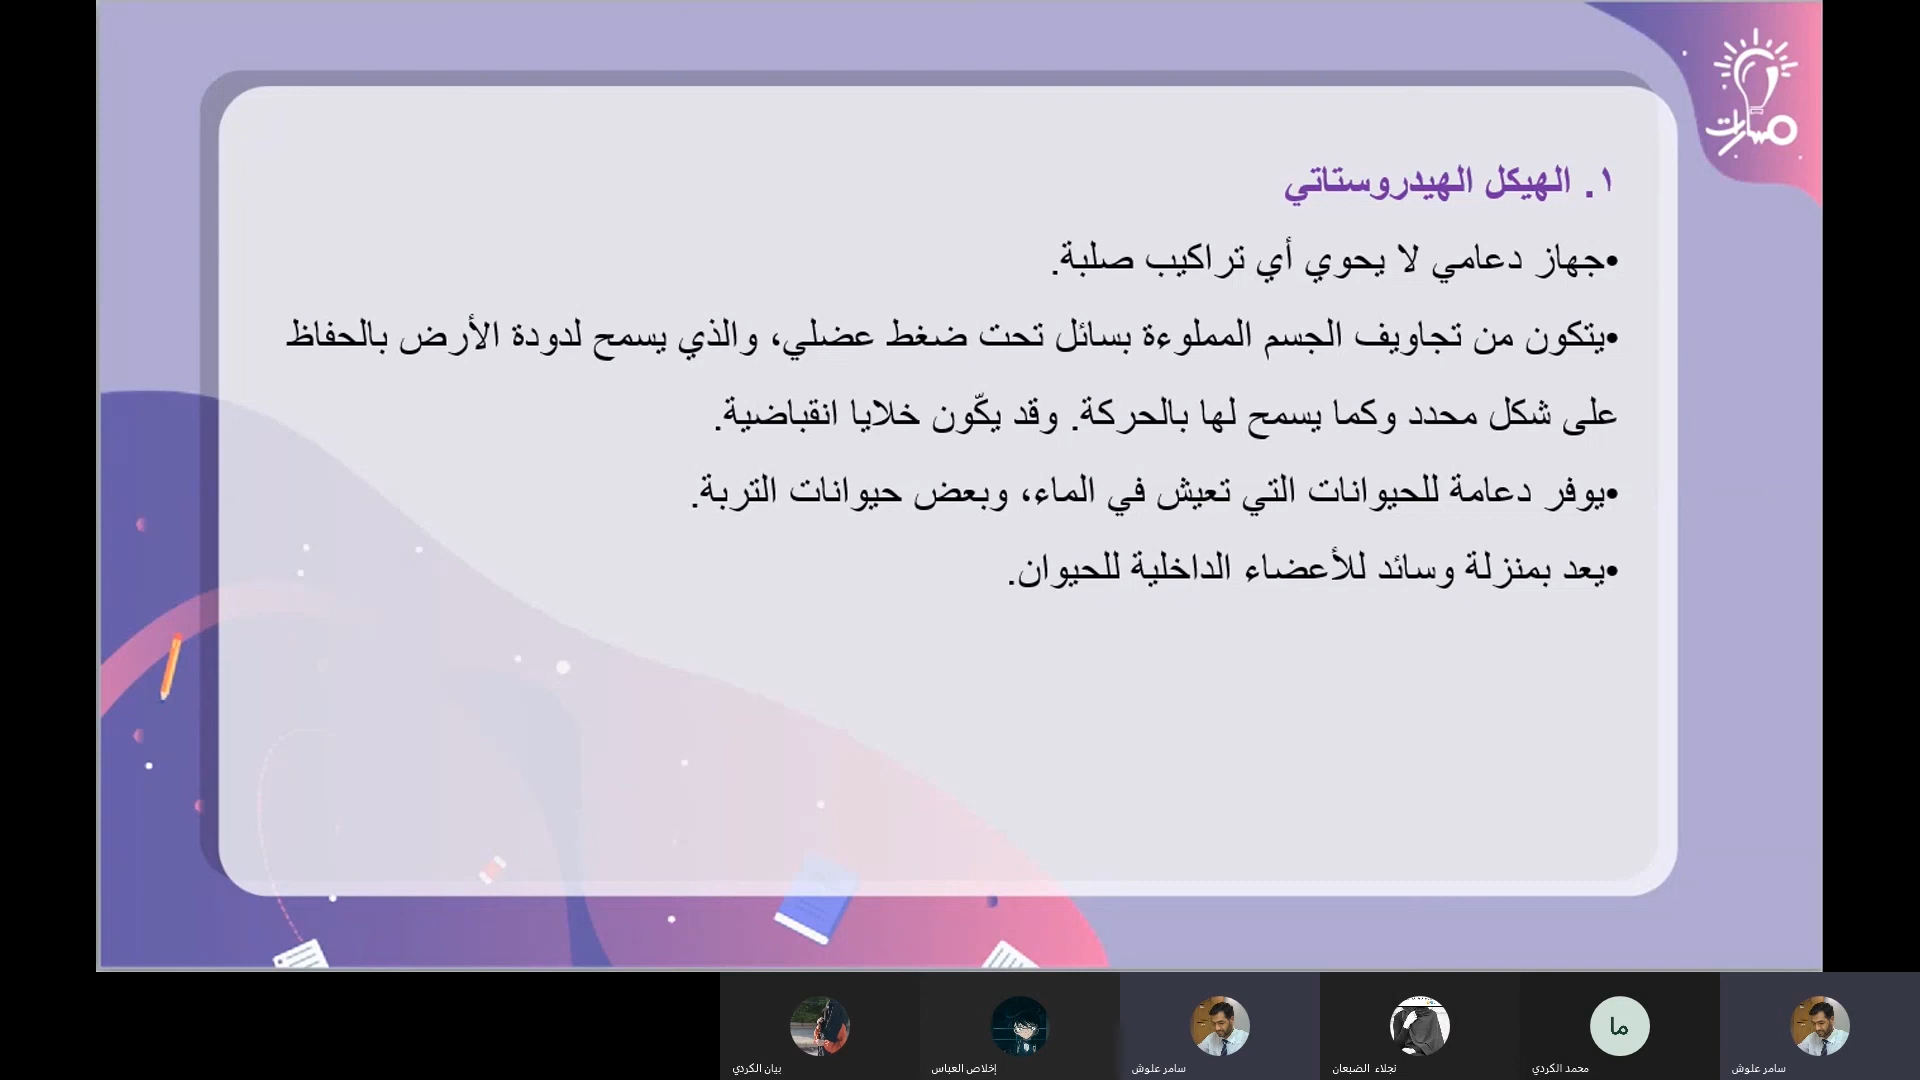 مسارات
١. الهيكل الهيدروستاتي
•جهاز دعامي لا يحوي أي تراكيب صلبة.
•يتكون من تجاويف الجسم المملوءة بسائل تحت ضغط عضلي، والذي يسمح لدودة الأرض بالحفاظ
على شكل محدد وكما يسمح لها بالحركة. وقد يكّون خلايا انقباضية.
•يوفر دعامة للحيوانات التي تعيش في الماء، وبعض حيوانات التربة.
•يعد بمنزلة وسائد للأعضاء الداخلية للحيوان.
ما
سامر علوش
محمد الكردي
نجلاء الضبعان
سامر علوش
إخلاص العباس
بيان الكردي